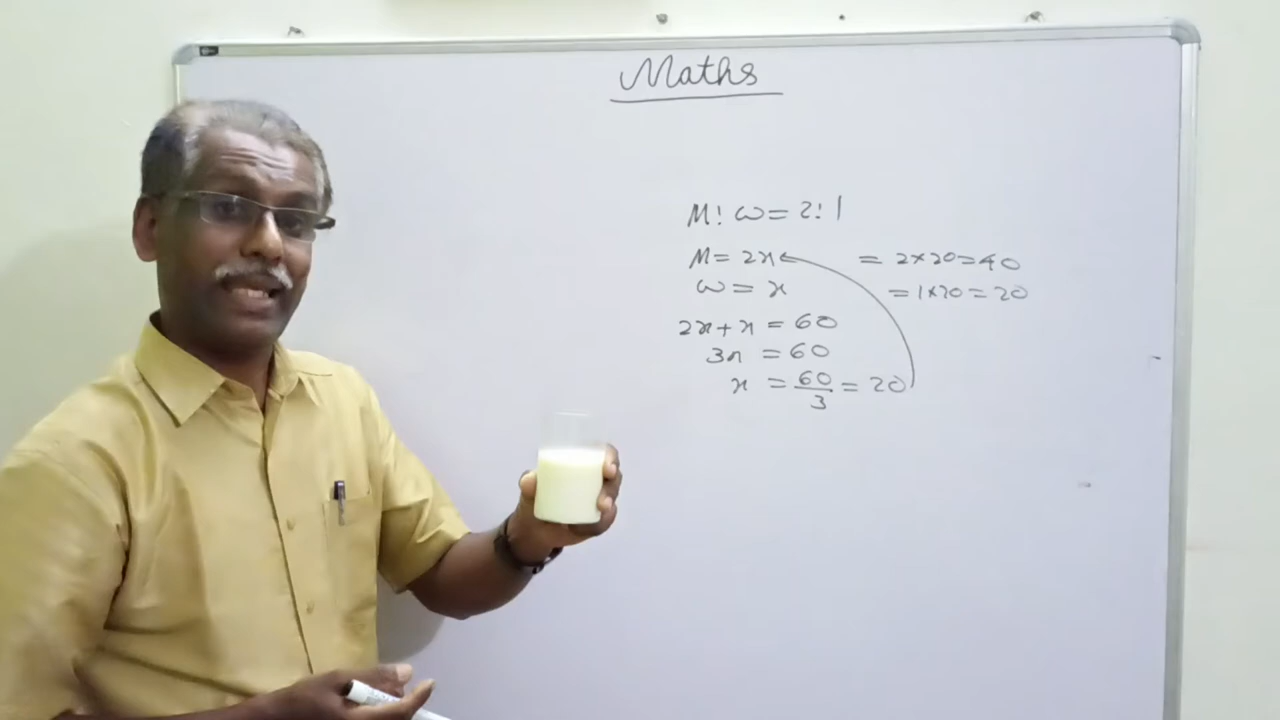 Maths
M: w = 2:1
M = 2x = 2×20=40
w = x = 1×20=20
2x+x = 60
3x = 60
x = 60/3 = 20